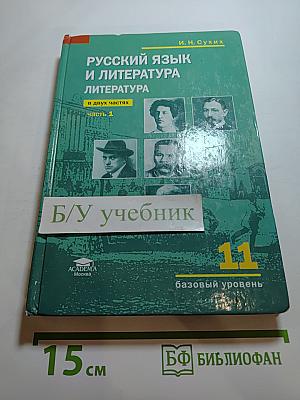 И. Н. Сухих
РУССКИЙ ЯЗЫК
И ЛИТЕРАТУРА
ЛИТЕРАТУРА
в двух частях
часть 1
Б/У учебник
11
ACADEMA
Москва
базовый уровень
15 см
БФ БИБЛИОФАН